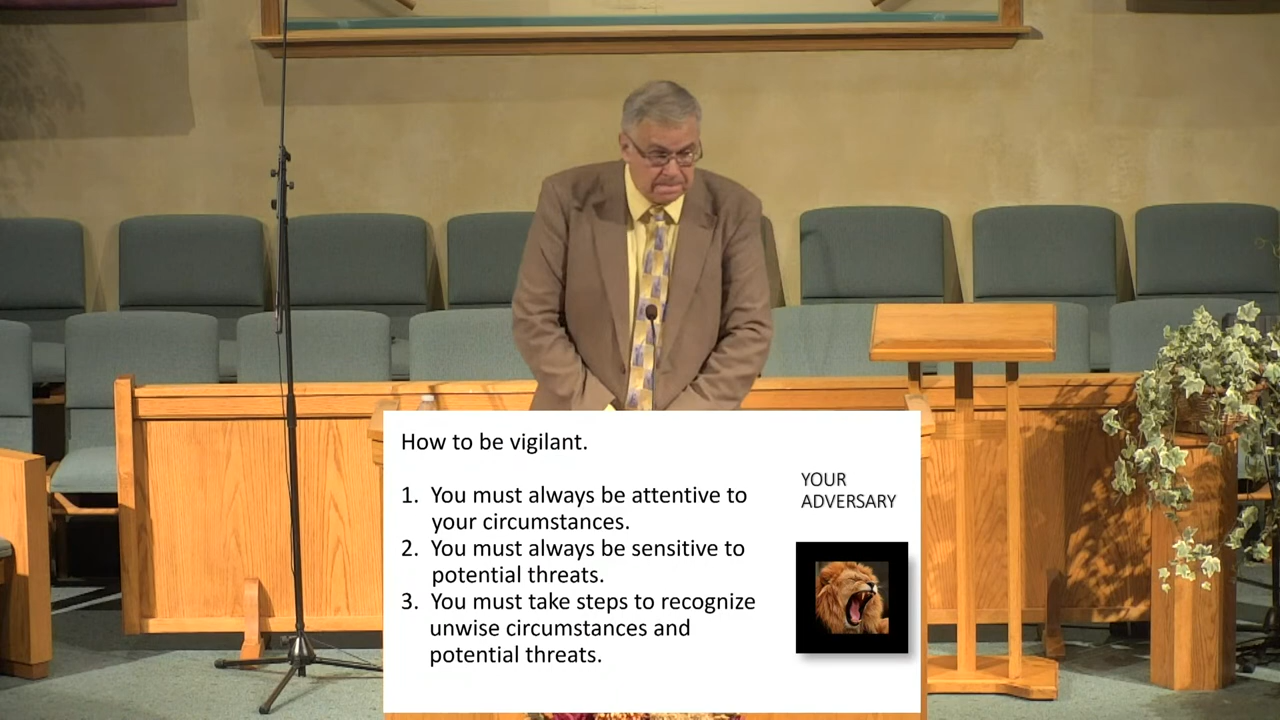 How to be vigilant.
1. You must always be attentive to
your circumstances.
2. You must always be sensitive to
potential threats.
3. You must take steps to recognize
unwise circumstances and
potential threats.
YOUR
ADVERSARY